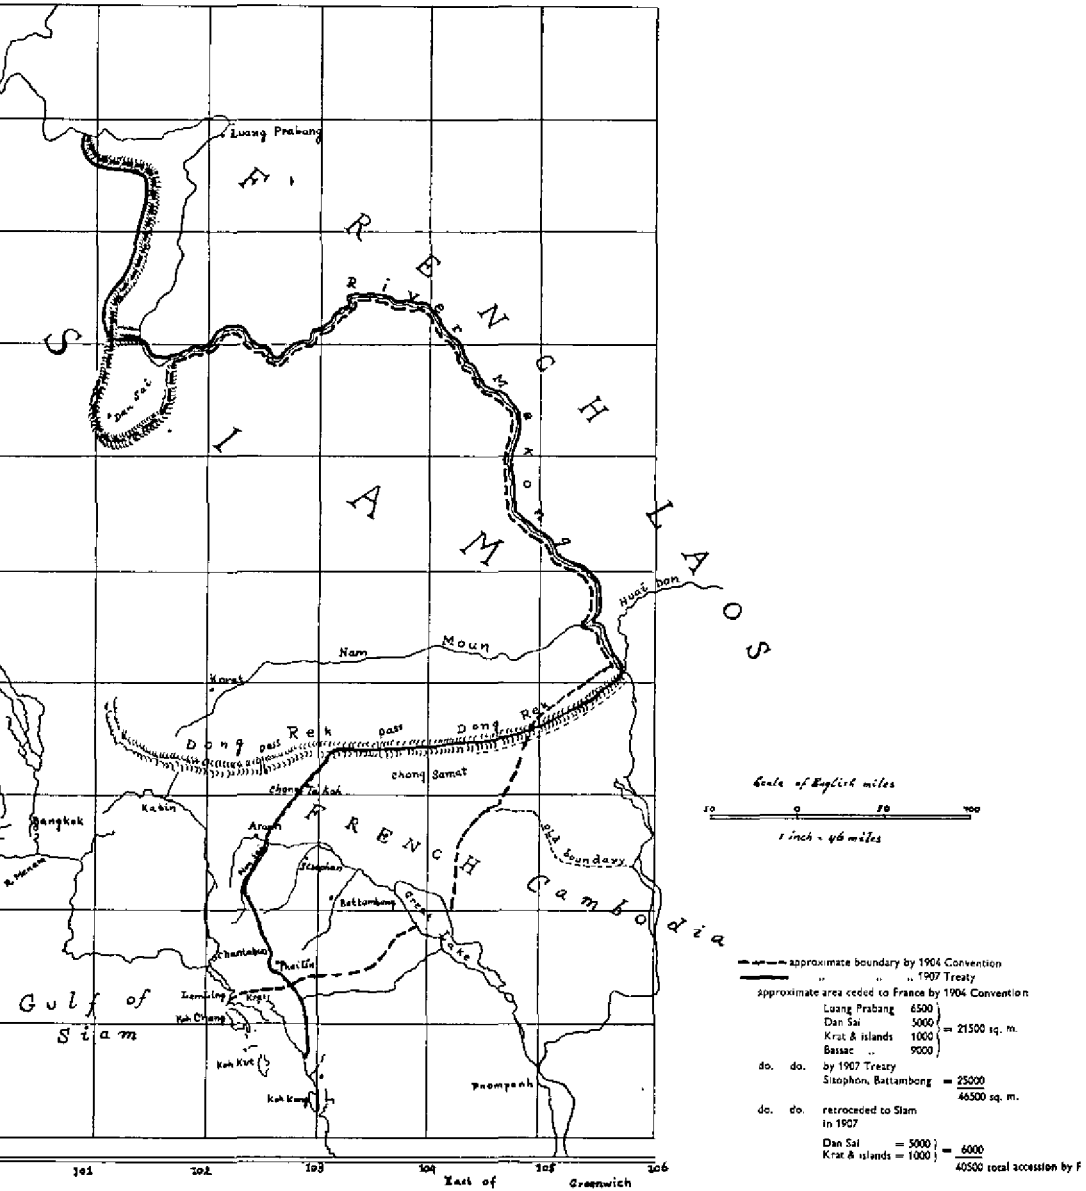 Luang Prabang
FRENCH LAOS
River Mekong
SIAM
Dan Sai
Huai Don
Nam Moun
Korat
Dong pass Rek pass Dong Rek
Chong Samat
Chong Ta Koh
Kabin
FRENCH
Aran
Sisophon
Bangkok
R. Menam
Old boundary
Battambang
Great Lake
Cambodia
Chantabun
Pailin
Lemling
Krat
Koh Chang
Gulf of
Siam
Koh Kut
Koh Kong
Pnompenh
101 102 103 104 105 106
East of Greenwich
Scale of English miles
50 0 50 100
1 inch = 46 miles
approximate boundary by 1904 Convention
„ „ „ 1907 Treaty
approximate area ceded to France by 1904 Convention
Luang Prabang 6500
Dan Sai 5000
Krat & islands 1000
Bassac „ 9000
= 21500 sq. m.
do. do. by 1907 Treaty
Sisophon, Battambong = 25000
46500 sq. m.
do. do. retroceded to Siam
in 1907
Dan Sai = 5000
Krat & islands = 1000
= 6000
40500 total accession by F